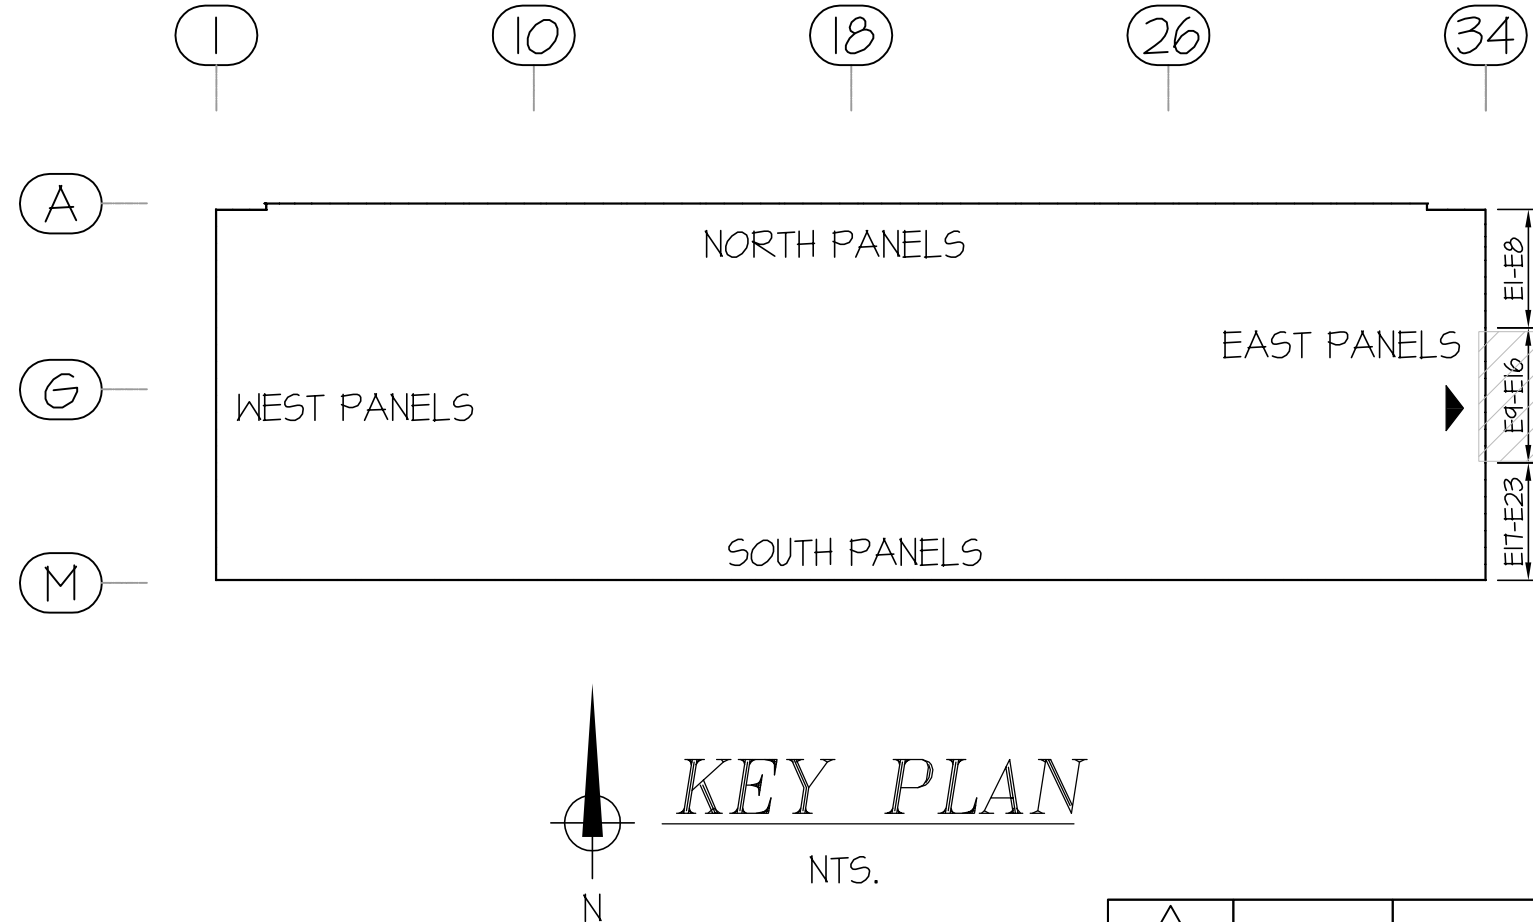 1 10 18 26 34
A
NORTH PANELS
E1-E8
EAST PANELS
G
WEST PANELS
E9-E16
SOUTH PANELS
E17-E23
M
KEY PLAN
NTS.
N